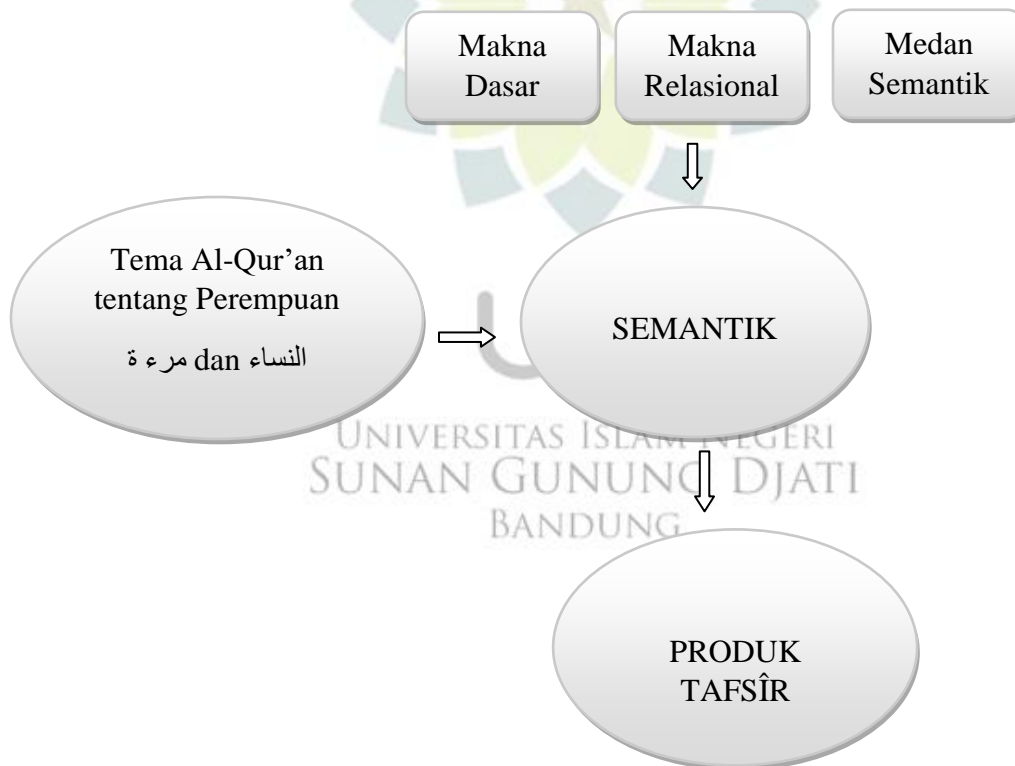 Makna
Dasar
Makna
Relasional
Medan
Semantik
Tema Al-Qur’an
tentang Perempuan
النساء dan مرء ة
SEMANTIK
UNIVERSITAS ISLAM NEGERI
SUNAN GUNUNG DJATI
BANDUNG
PRODUK
TAFSÎR